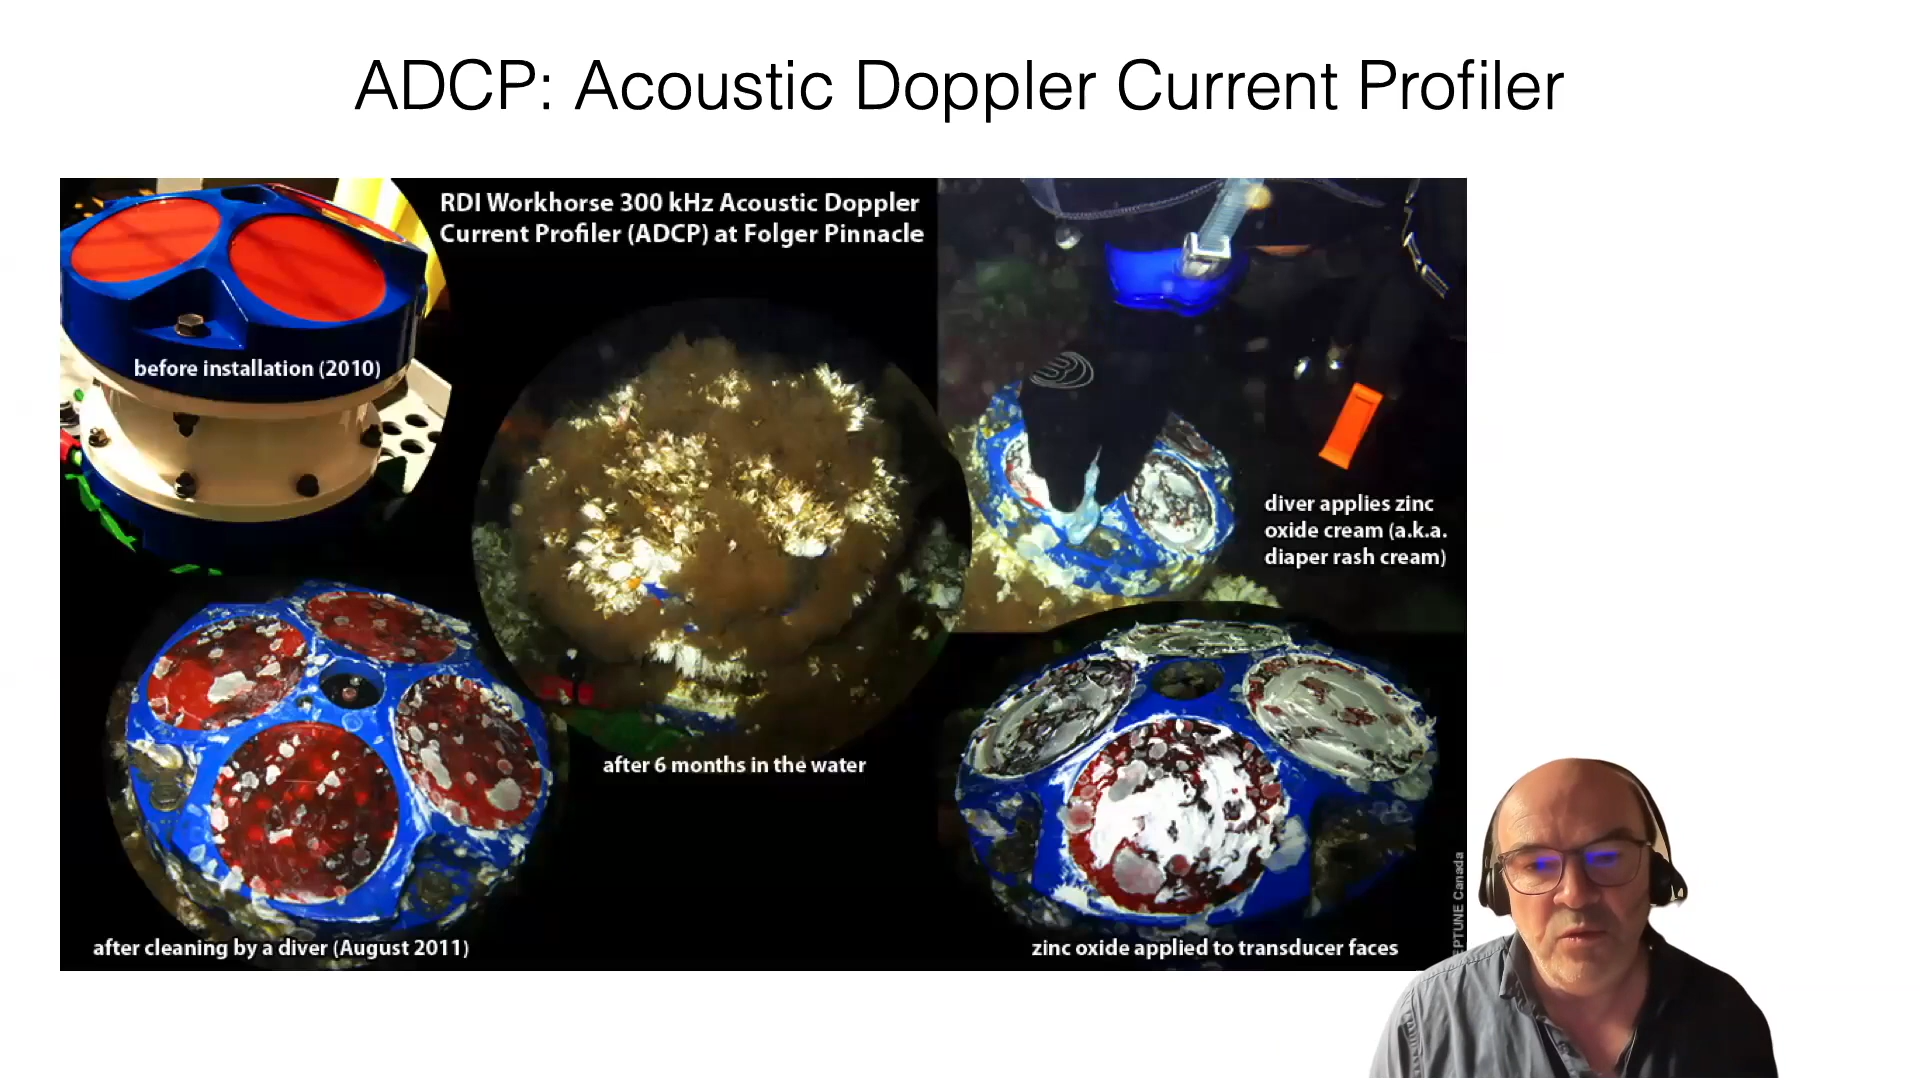 ADCP: Acoustic Doppler Current Profiler
RDI Workhorse 300 kHz Acoustic Doppler
Current Profiler (ADCP) at Folger Pinnacle
before installation (2010)
diver applies zinc
oxide cream (a.k.a.
diaper rash cream)
after 6 months in the water
after cleaning by a diver (August 2011)
zinc oxide applied to transducer faces
EPTUNE Canada